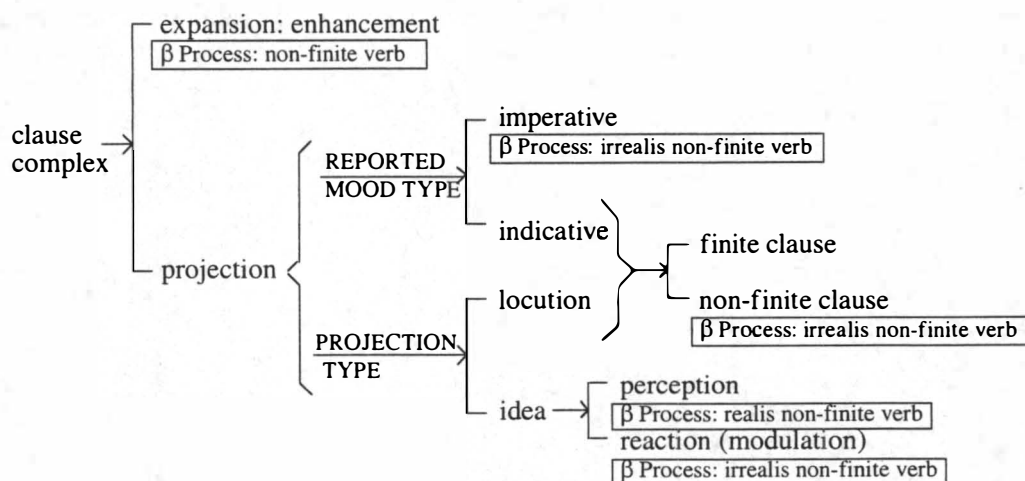 expansion: enhancement
β Process: non-finite verb
clause
complex
imperative
β Process: irrealis non-finite verb
REPORTED
MOOD TYPE
indicative
finite clause
projection
locution
non-finite clause
β Process: irrealis non-finite verb
PROJECTION
TYPE
perception
idea
β Process: realis non-finite verb
reaction (modulation)
β Process: irrealis non-finite verb